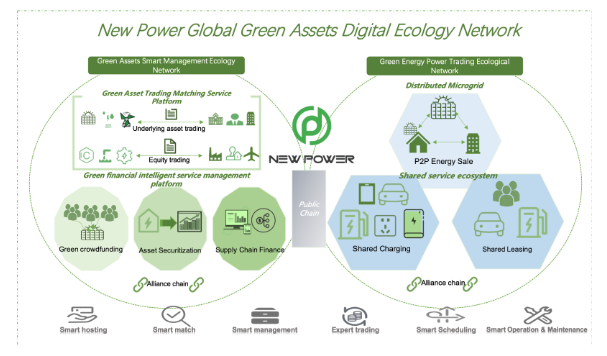 New Power Global Green Assets Digital Ecology Network
Green Assets Smart Management Ecology
Network
Green Energy Power Trading Ecological
Network
Green Asset Trading Matching Service
Platform
Underlying asset trading
Equity trading
Green financial intelligent service management
platform
Green crowdfunding
Asset Securitization
Supply Chain Finance
Alliance chain
NEW POWER
Public
Chain
Distributed Microgrid
P2P Energy Sale
Shared service ecosystem
Shared Charging
Shared Leasing
Alliance chain
Smart hosting
Smart match
Smart management
Expert trading
Smart Scheduling
Smart Operation & Maintenance